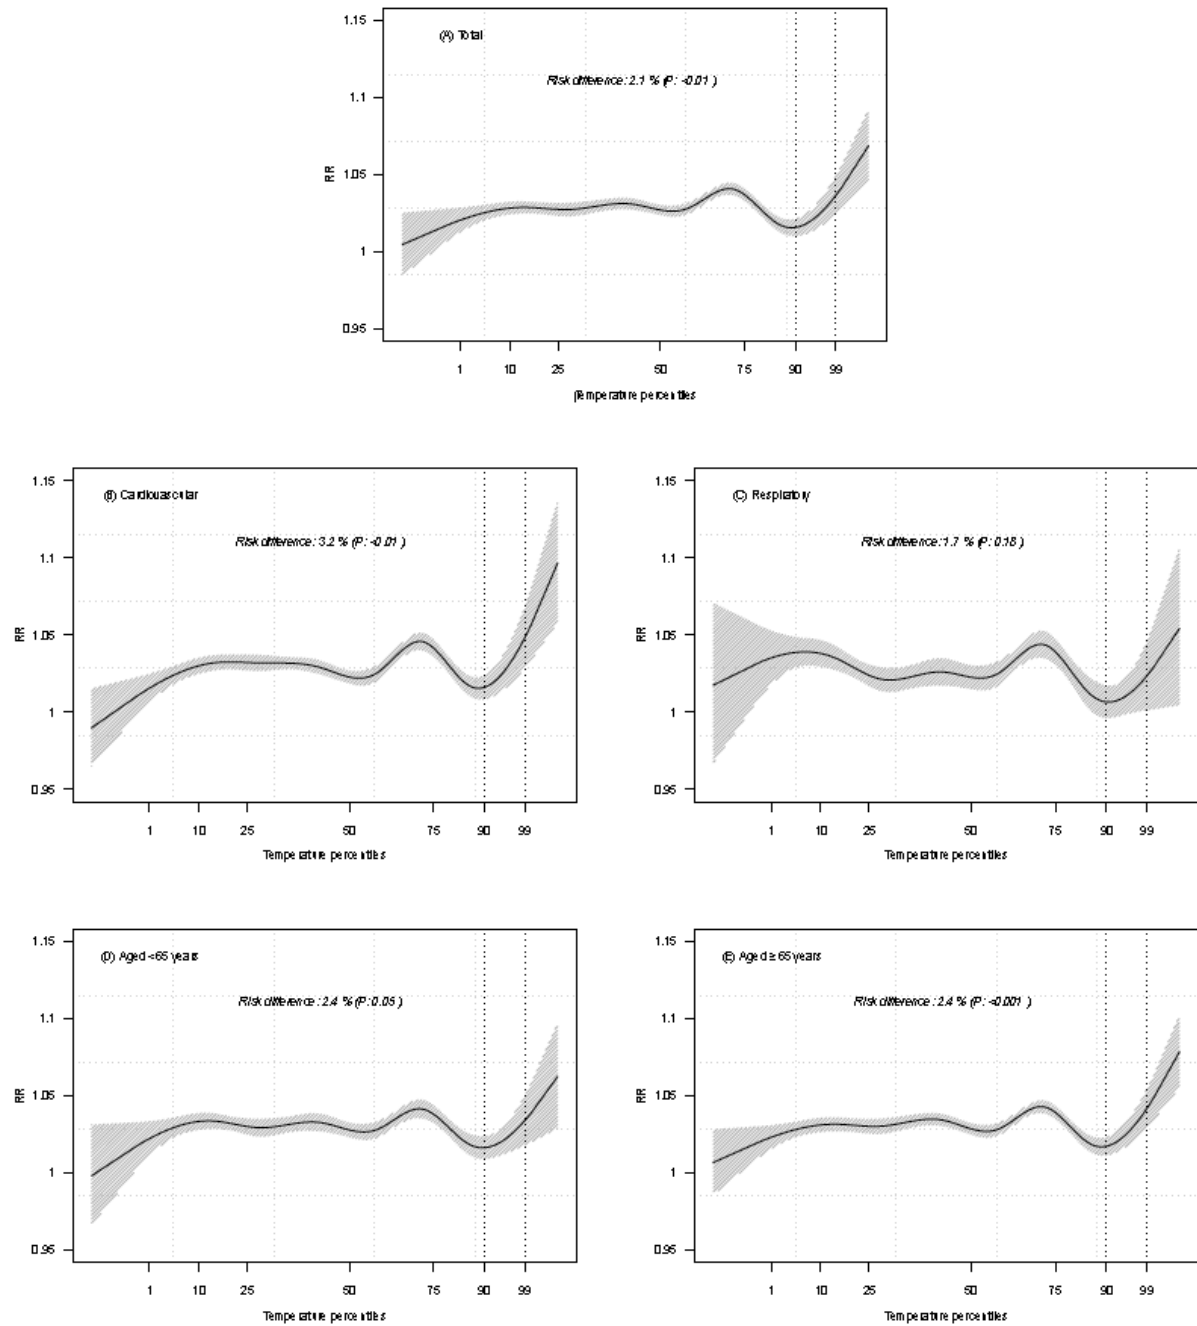 1.15
(A) Total
Risk difference: 2.1 % (P: <0.01 )
1.1
1.05
RR
1
0.95
1 10 25 50 75 90 99
Temperature percentiles
1.15
(B) Cardiovascular
Risk difference: 3.2 % (P: <0.01 )
1.1
1.05
RR
1
0.95
1 10 25 50 75 90 99
Temperature percentiles
1.15
(C) Respiratory
Risk difference: 1.7 % (P: 0.18 )
1.1
1.05
RR
1
0.95
1 10 25 50 75 90 99
Temperature percentiles
1.15
(D) Aged <65 years
Risk difference: 2.4 % (P: 0.05 )
1.1
1.05
RR
1
0.95
1 10 25 50 75 90 99
Temperature percentiles
1.15
(E) Aged ≥ 65 years
Risk difference: 2.4 % (P: <0.001 )
1.1
1.05
RR
1
0.95
1 10 25 50 75 90 99
Temperature percentiles